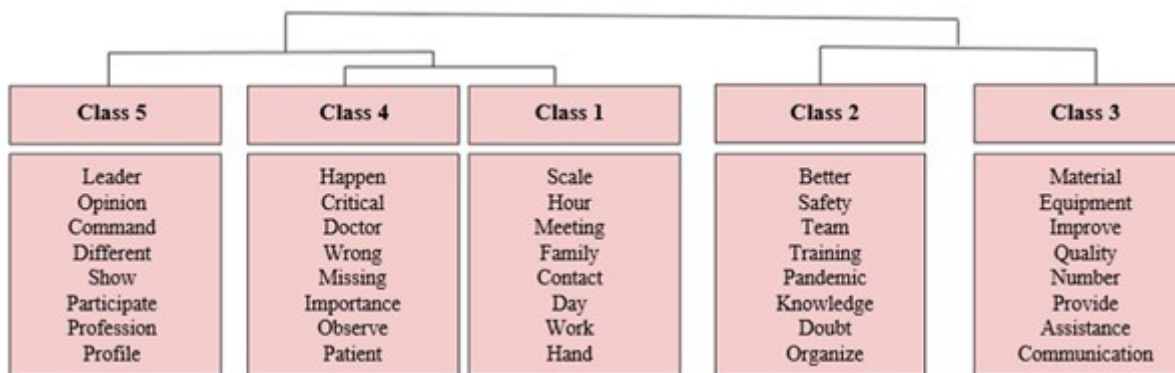 Class 5
Leader
Opinion
Command
Different
Show
Participate
Profession
Profile
Class 4
Happen
Critical
Doctor
Wrong
Missing
Importance
Observe
Patient
Class 1
Scale
Hour
Meeting
Family
Contact
Day
Work
Hand
Class 2
Better
Safety
Team
Training
Pandemic
Knowledge
Doubt
Organize
Class 3
Material
Equipment
Improve
Quality
Number
Provide
Assistance
Communication